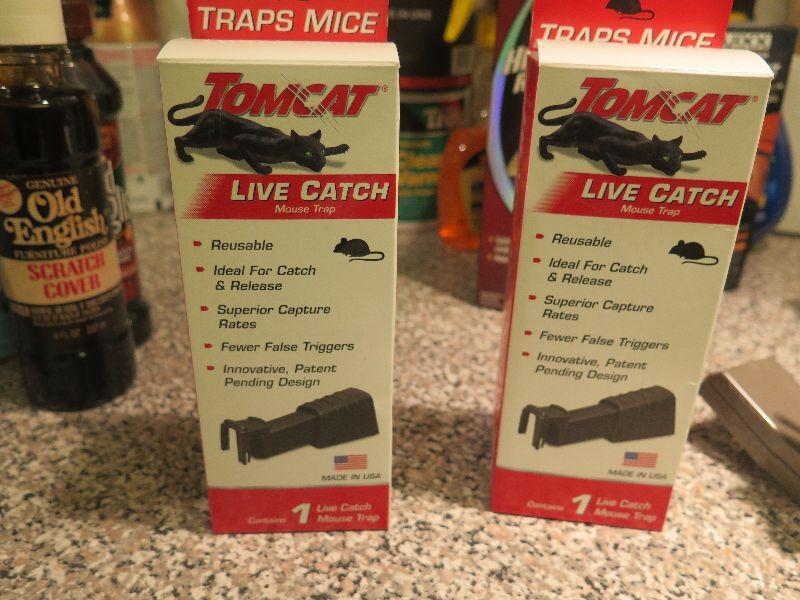 TRAPS MICE
TOMCAT®
LIVE CATCH
Mouse Trap
Reusable
Ideal For Catch
& Release
Superior Capture
Rates
Fewer False Triggers
Innovative, Patent
Pending Design
MADE IN USA
Contains 1 Live Catch
Mouse Trap
TRAPS MICE
TOMCAT®
LIVE CATCH
Mouse Trap
Reusable
Ideal For Catch
& Release
Superior Capture
Rates
Fewer False Triggers
Innovative, Patent
Pending Design
MADE IN USA
Contains 1 Live Catch
Mouse Trap
GENUINE
Old
English
FURNITURE POLISH
SCRATCH
COVER